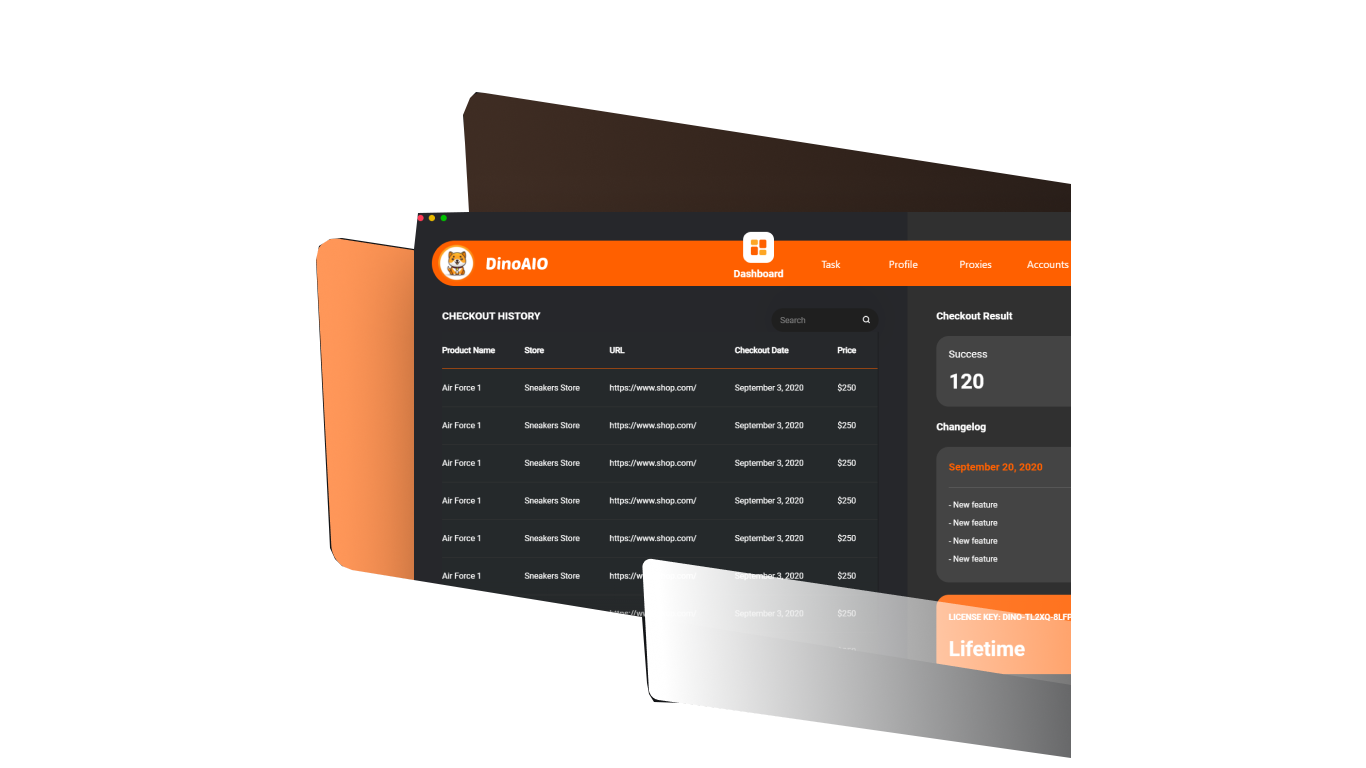 DinoAIO
Dashboard
Task
Profile
Proxies
Accounts
CHECKOUT HISTORY
Search
Product Name Store URL Checkout Date Price
Air Force 1 Sneakers Store https://www.shop.com/ September 3, 2020 $250
Air Force 1 Sneakers Store https://www.shop.com/ September 3, 2020 $250
Air Force 1 Sneakers Store https://www.shop.com/ September 3, 2020 $250
Air Force 1 Sneakers Store https://www.shop.com/ September 3, 2020 $250
Air Force 1 Sneakers Store https://www.shop.com/ September 3, 2020 $250
Air Force 1 Sneakers Store September 3, 2020 $250
September 3, 2020 $250
Checkout Result
Success
120
Changelog
September 20, 2020
- New feature
- New feature
- New feature
- New feature
LICENSE KEY: DINO-TL2XQ-8LFP
Lifetime